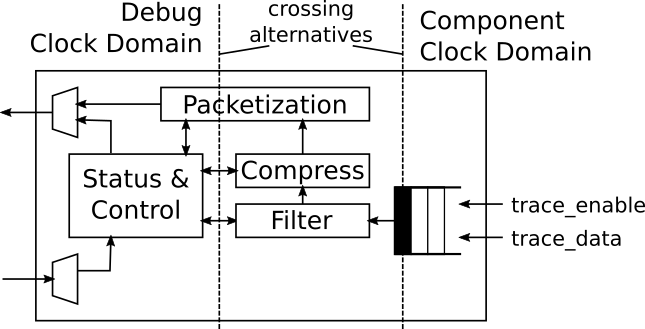 Debug
Clock Domain
crossing
alternatives
Component
Clock Domain
Packetization
Compress
Status &
Control
Filter
trace_enable
trace_data